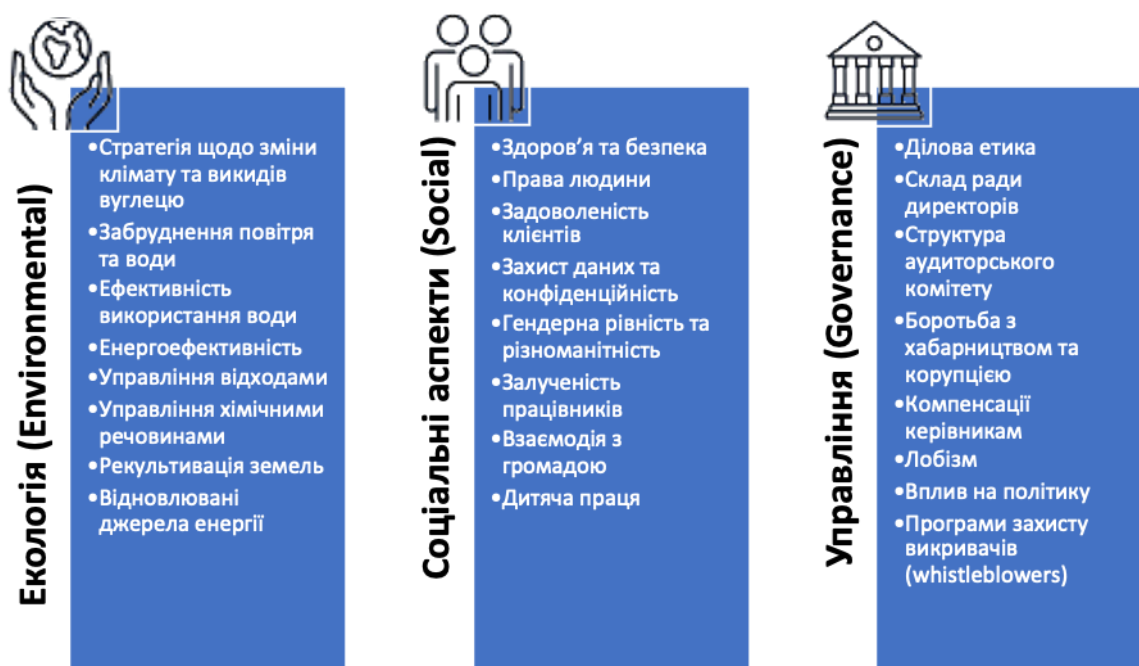 Екологія (Environmental)
•Стратегія щодо зміни
клімату та викидів
вуглецю
•Забруднення повітря
та води
•Ефективність
використання води
•Енергоефективність
•Управління відходами
•Управління хімічними
речовинами
•Рекультивація земель
•Відновлювані
джерела енергії
Соціальні аспекти (Social)
•Здоров’я та безпека
•Права людини
•Задоволеність
клієнтів
•Захист даних та
конфіденційність
•Гендерна рівність та
різноманітність
•Залученість
працівників
•Взаємодія з
громадою
•Дитяча праця
Управління (Governance)
•Ділова етика
•Склад ради
директорів
•Структура
аудиторського
комітету
•Боротьба з
хабарництвом та
корупцією
•Компенсації
керівникам
•Лобізм
•Вплив на політику
•Програми захисту
викривачів
(whistleblowers)